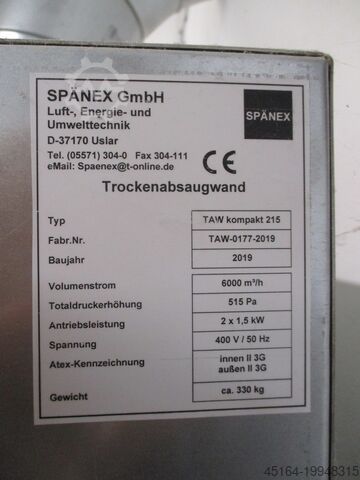 SPÄNEX GmbH
Luft-, Energie- und
Umwelttechnik
D-37170 Uslar
Tel. (05571) 304-0 Fax 304-111
eMail: Spaenex@t-online.de
SPÄNEX
CE
Trockenabsaugwand
Typ TAW kompakt 215
Fabr.Nr. TAW-0177-2019
Baujahr 2019
Volumenstrom 6000 m³/h
Totaldruckerhöhung 515 Pa
Antriebsleistung 2 x 1,5 kW
Spannung 400 V / 50 Hz
Atex-Kennzeichnung innen II 3G
außen II 3G
Gewicht ca. 330 kg
45164-19948315